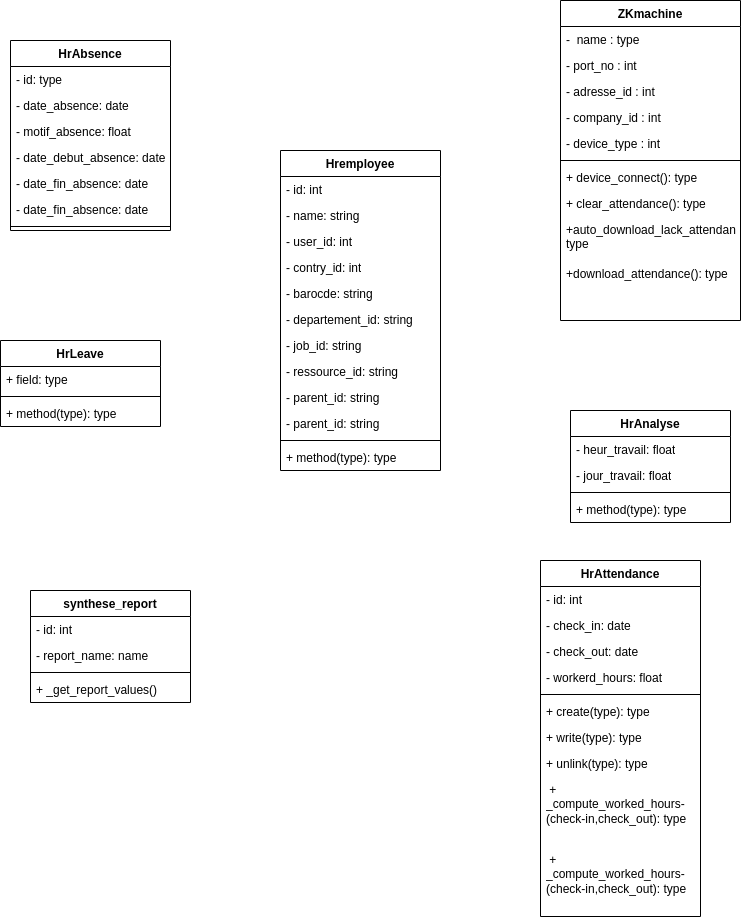 HrAbsence
- id: type
- date_absence: date
- motif_absence: float
- date_debut_absence: date
- date_fin_absence: date
- date_fin_absence: date
HrLeave
+ field: type
+ method(type): type
synthese_report
- id: int
- report_name: name
+ _get_report_values()
Hremployee
- id: int
- name: string
- user_id: int
- contry_id: int
- barocde: string
- departement_id: string
- job_id: string
- ressource_id: string
- parent_id: string
- parent_id: string
+ method(type): type
ZKmachine
-  name : type
- port_no : int
- adresse_id : int
- company_id : int
- device_type : int
+ device_connect(): type
+ clear_attendance(): type
+auto_download_lack_attendan
type
+download_attendance(): type
HrAnalyse
- heur_travail: float
- jour_travail: float
+ method(type): type
HrAttendance
- id: int
- check_in: date
- check_out: date
- workerd_hours: float
+ create(type): type
+ write(type): type
+ unlink(type): type
+
_compute_worked_hours-
(check-in,check_out): type
+
_compute_worked_hours-
(check-in,check_out): type